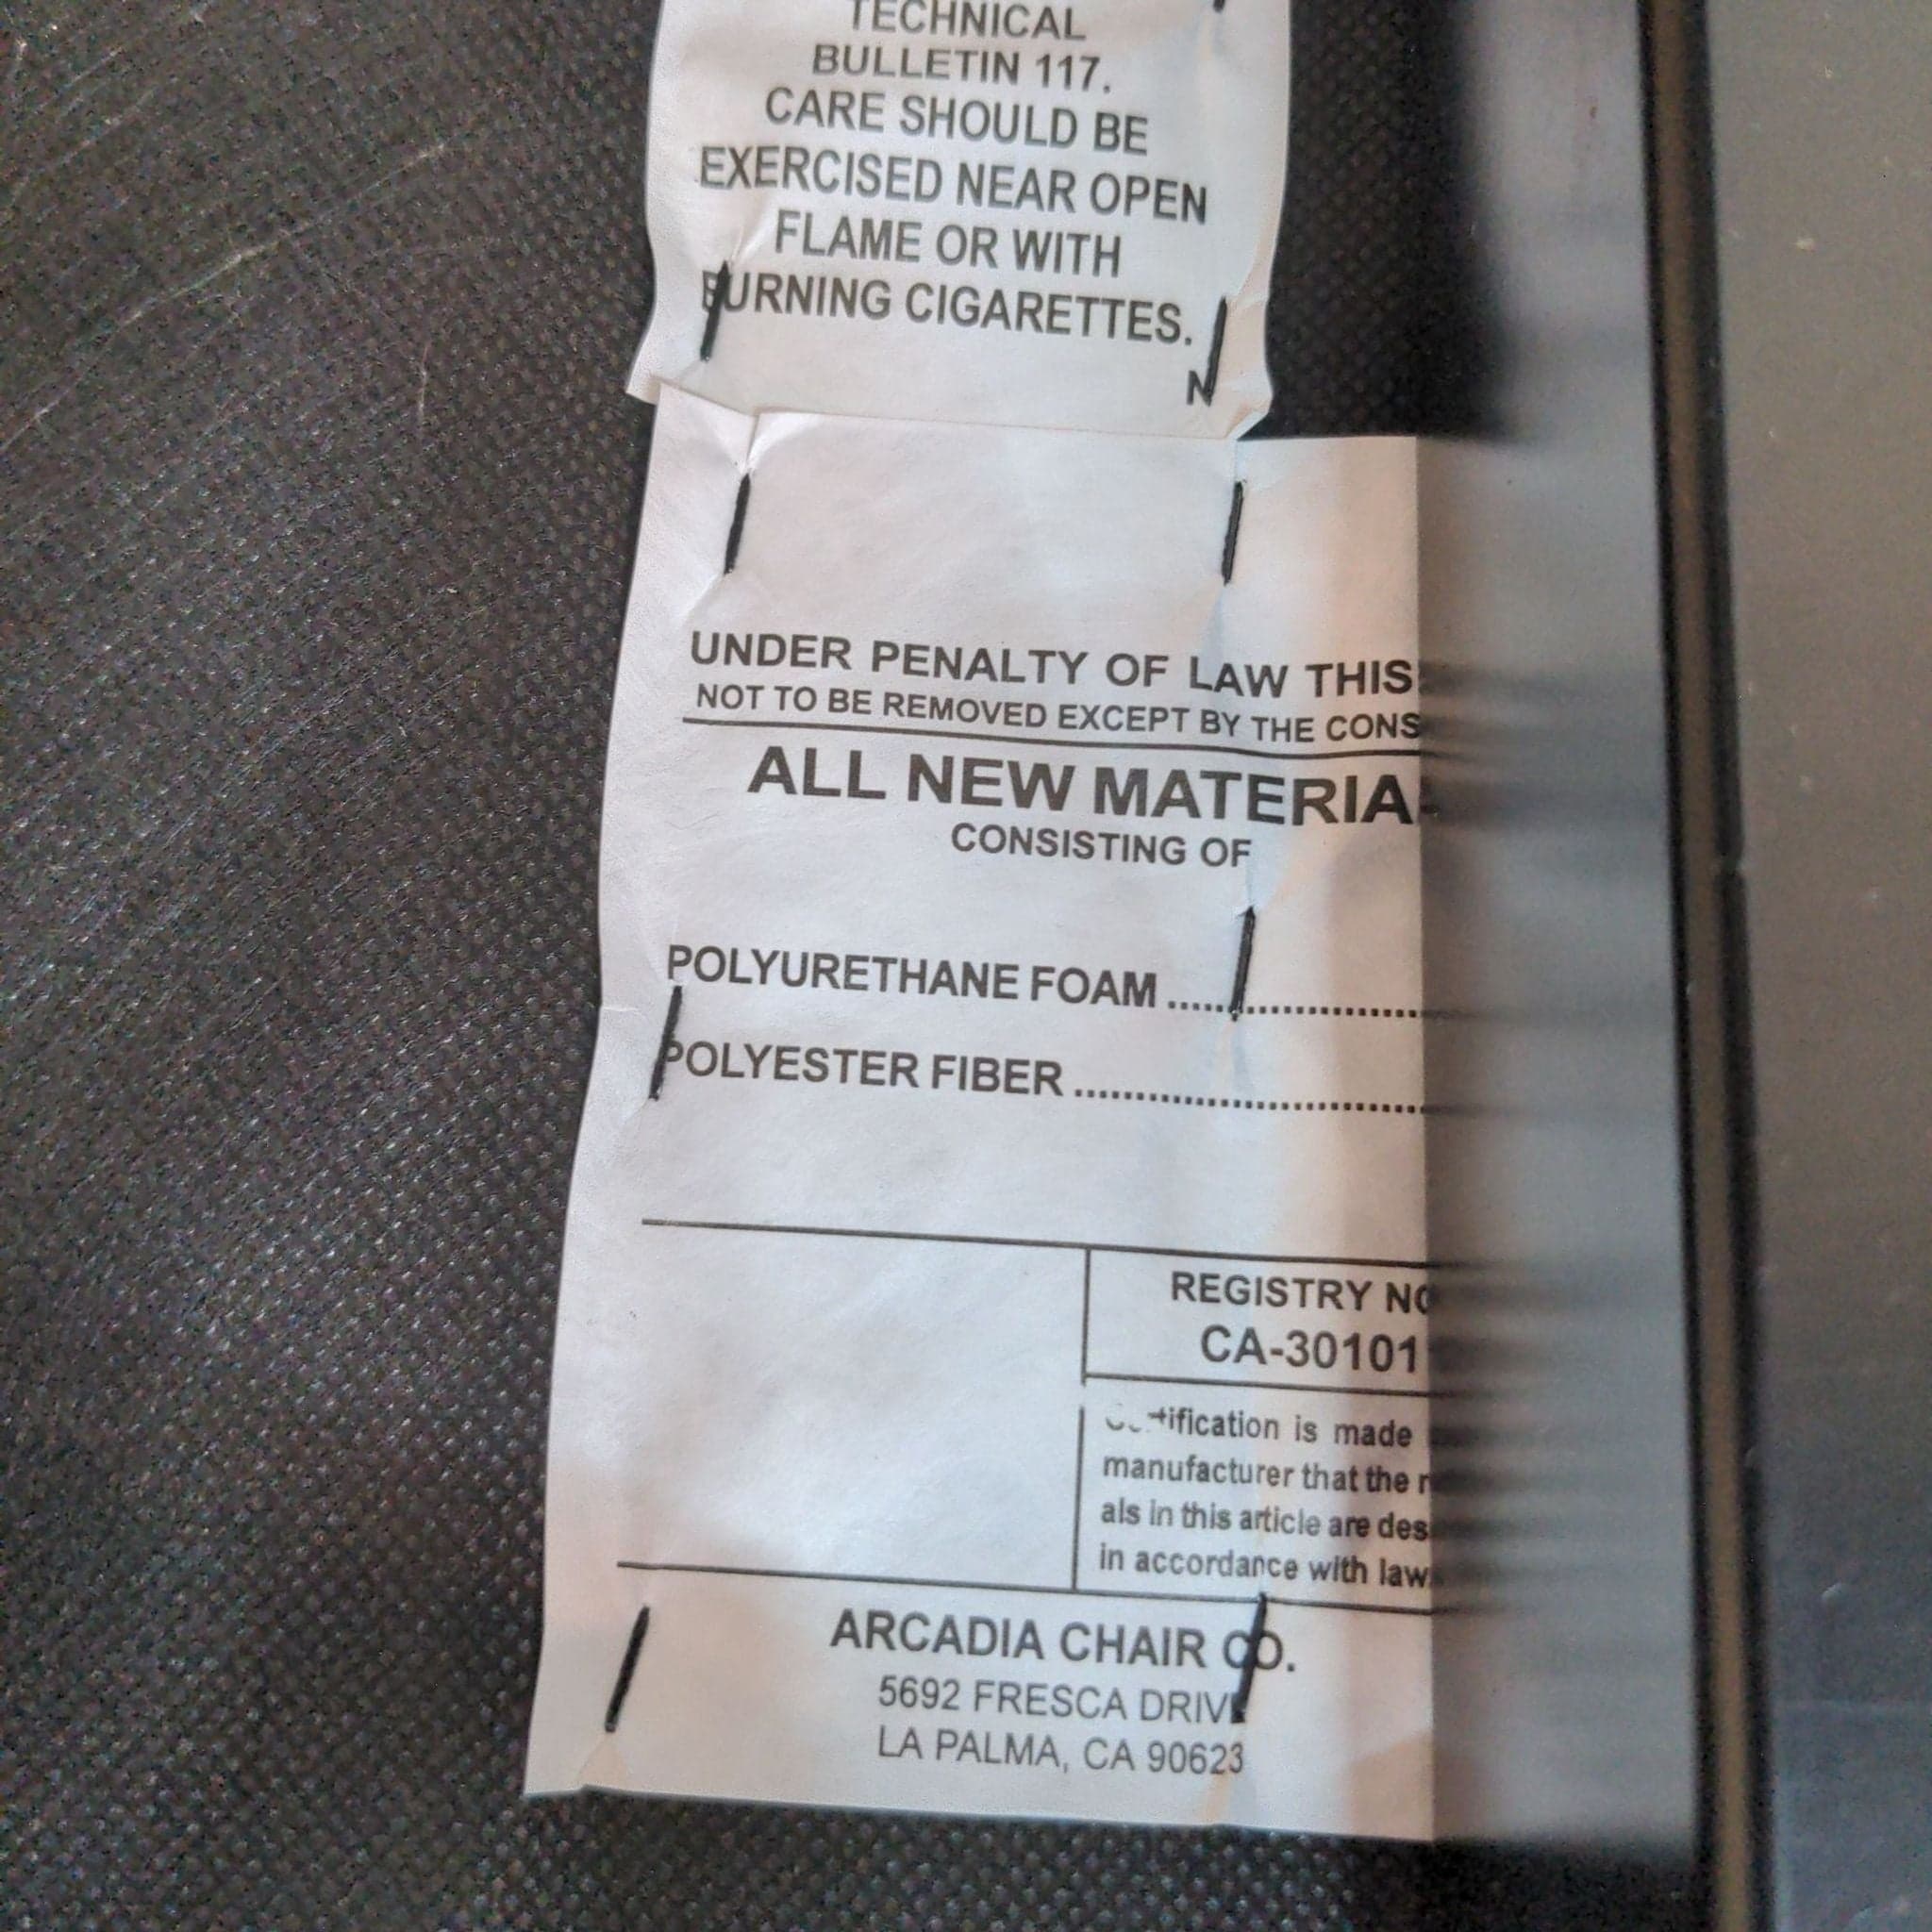 TECHNICAL
BULLETIN 117.
CARE SHOULD BE
EXERCISED NEAR OPEN
FLAME OR WITH
BURNING CIGARETTES.
N
UNDER PENALTY OF LAW THIS
NOT TO BE REMOVED EXCEPT BY THE CONS
ALL NEW MATERIA
CONSISTING OF
POLYURETHANE FOAM ..........................
POLYESTER FIBER ..................................
REGISTRY NO
CA-30101
Certification is made
manufacturer that the
als in this article are des
in accordance with law
ARCADIA CHAIR CO.
5692 FRESCA DRIVE
LA PALMA, CA 90623